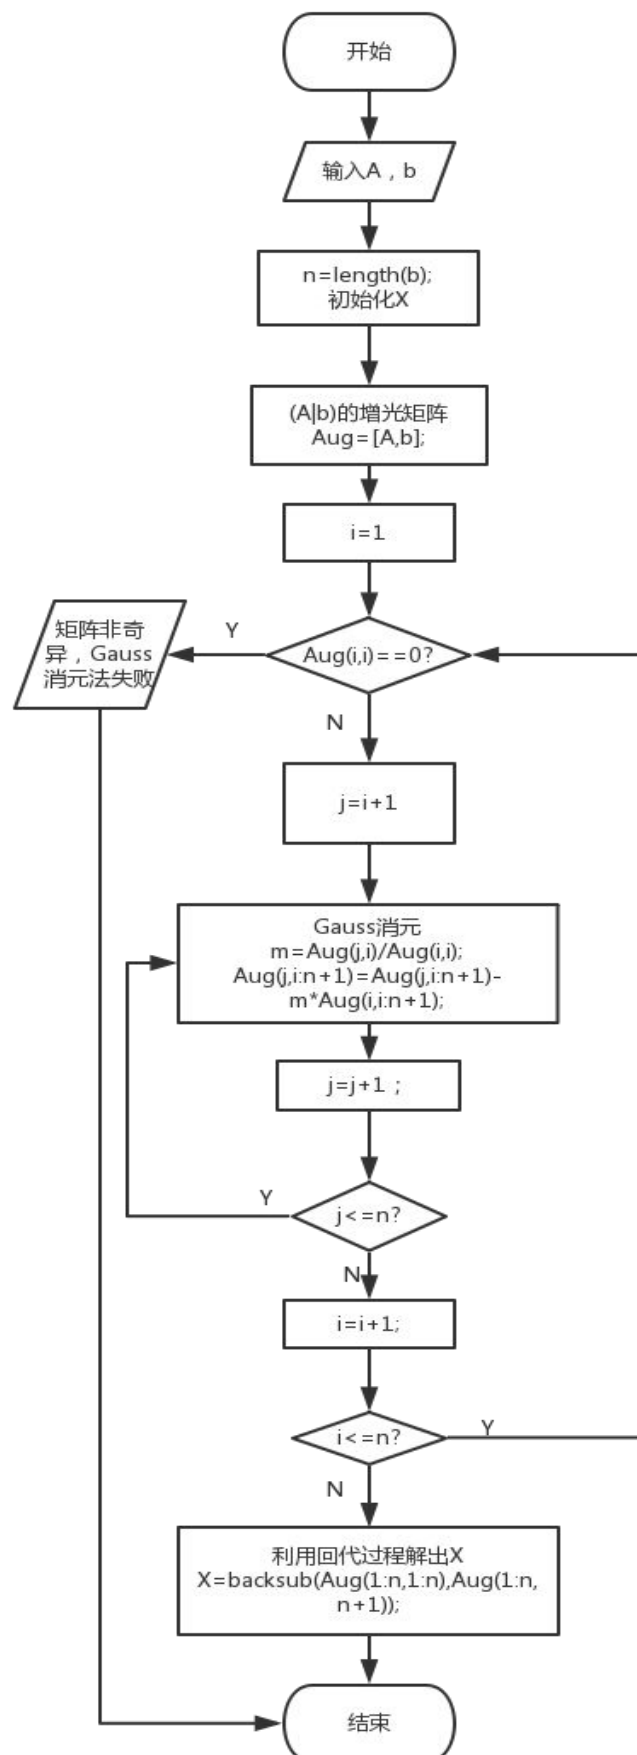 开始
输入A，b
n=length(b);
初始化X
(A|b)的增光矩阵
Aug=[A,b];
i=1
矩阵非奇
异，Gauss
消元法失败
Y
Aug(i,i)==0?
N
j=i+1
Gauss消元
m=Aug(j,i)/Aug(i,i);
Aug(j,i:n+1)=Aug(j,i:n+1)-
m*Aug(i,i:n+1);
j=j+1；
Y
j<=n?
N
i=i+1;
i<=n?
Y
N
利用回代过程解出X
X=backsub(Aug(1:n,1:n),Aug(1:n,
n+1));
结束